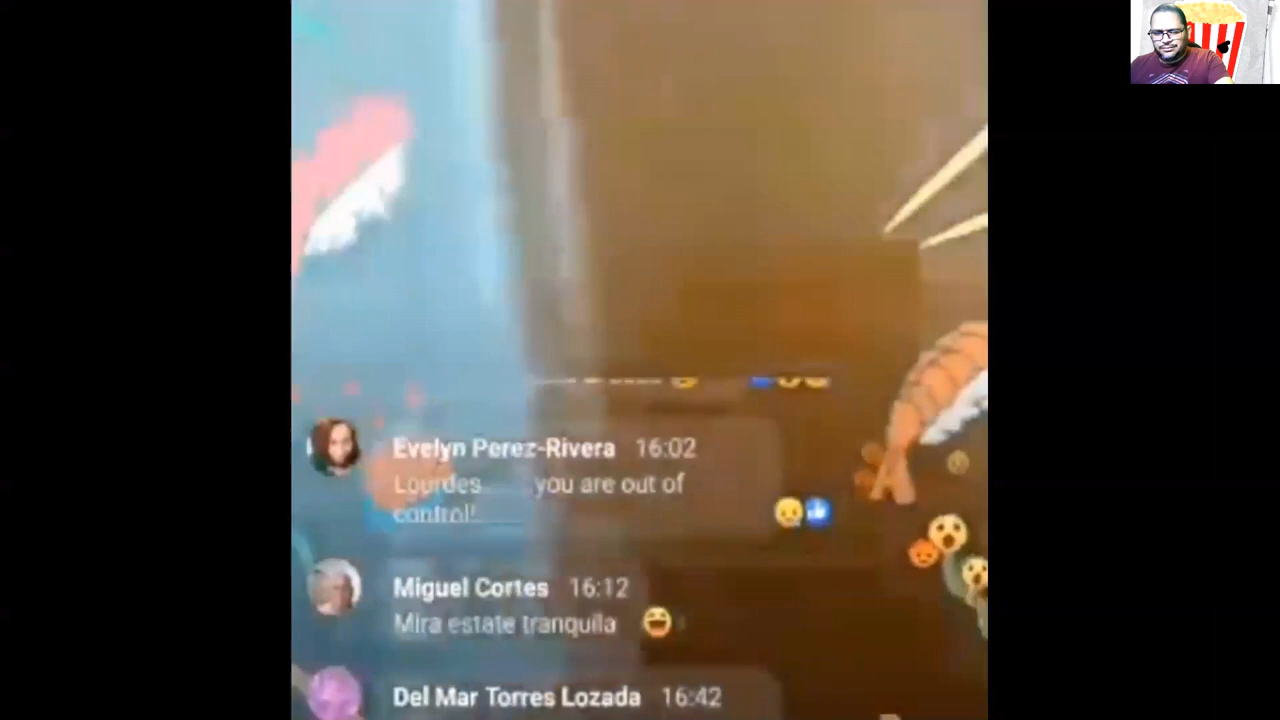 Evelyn Perez-Rivera 16:02
Lourdes...... you are out of
control!......
Miguel Cortes 16:12
Mira estate tranquila
Del Mar Torres Lozada 16:42